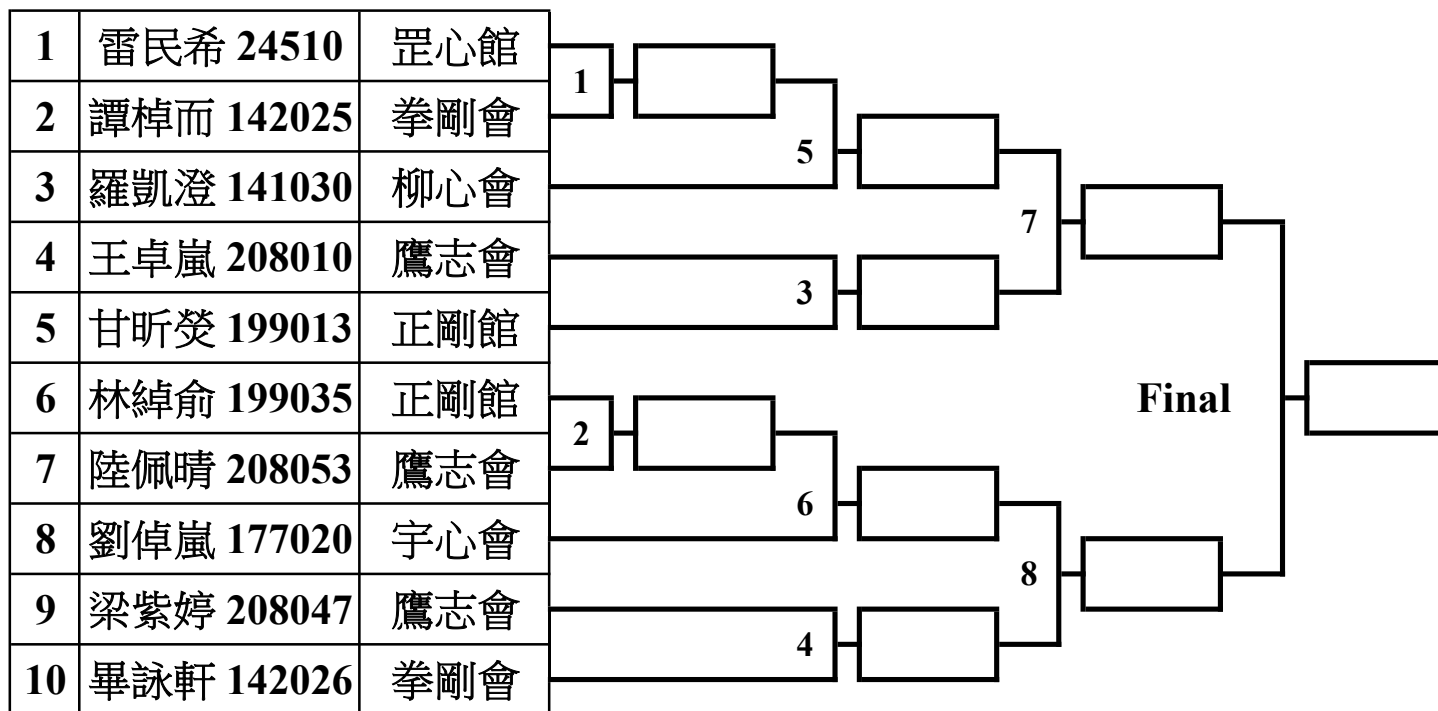 1 雷民希 24510 罡心館
2 譚棹而 142025 拳剛會
3 羅凱澄 141030 柳心會
4 王卓嵐 208010 鷹志會
5 甘昕熒 199013 正剛館
6 林綽俞 199035 正剛館
7 陸佩晴 208053 鷹志會
8 劉倬嵐 177020 宇心會
9 梁紫婷 208047 鷹志會
10 畢詠軒 142026 拳剛會
1
5
7
3
Final
2
6
8
4